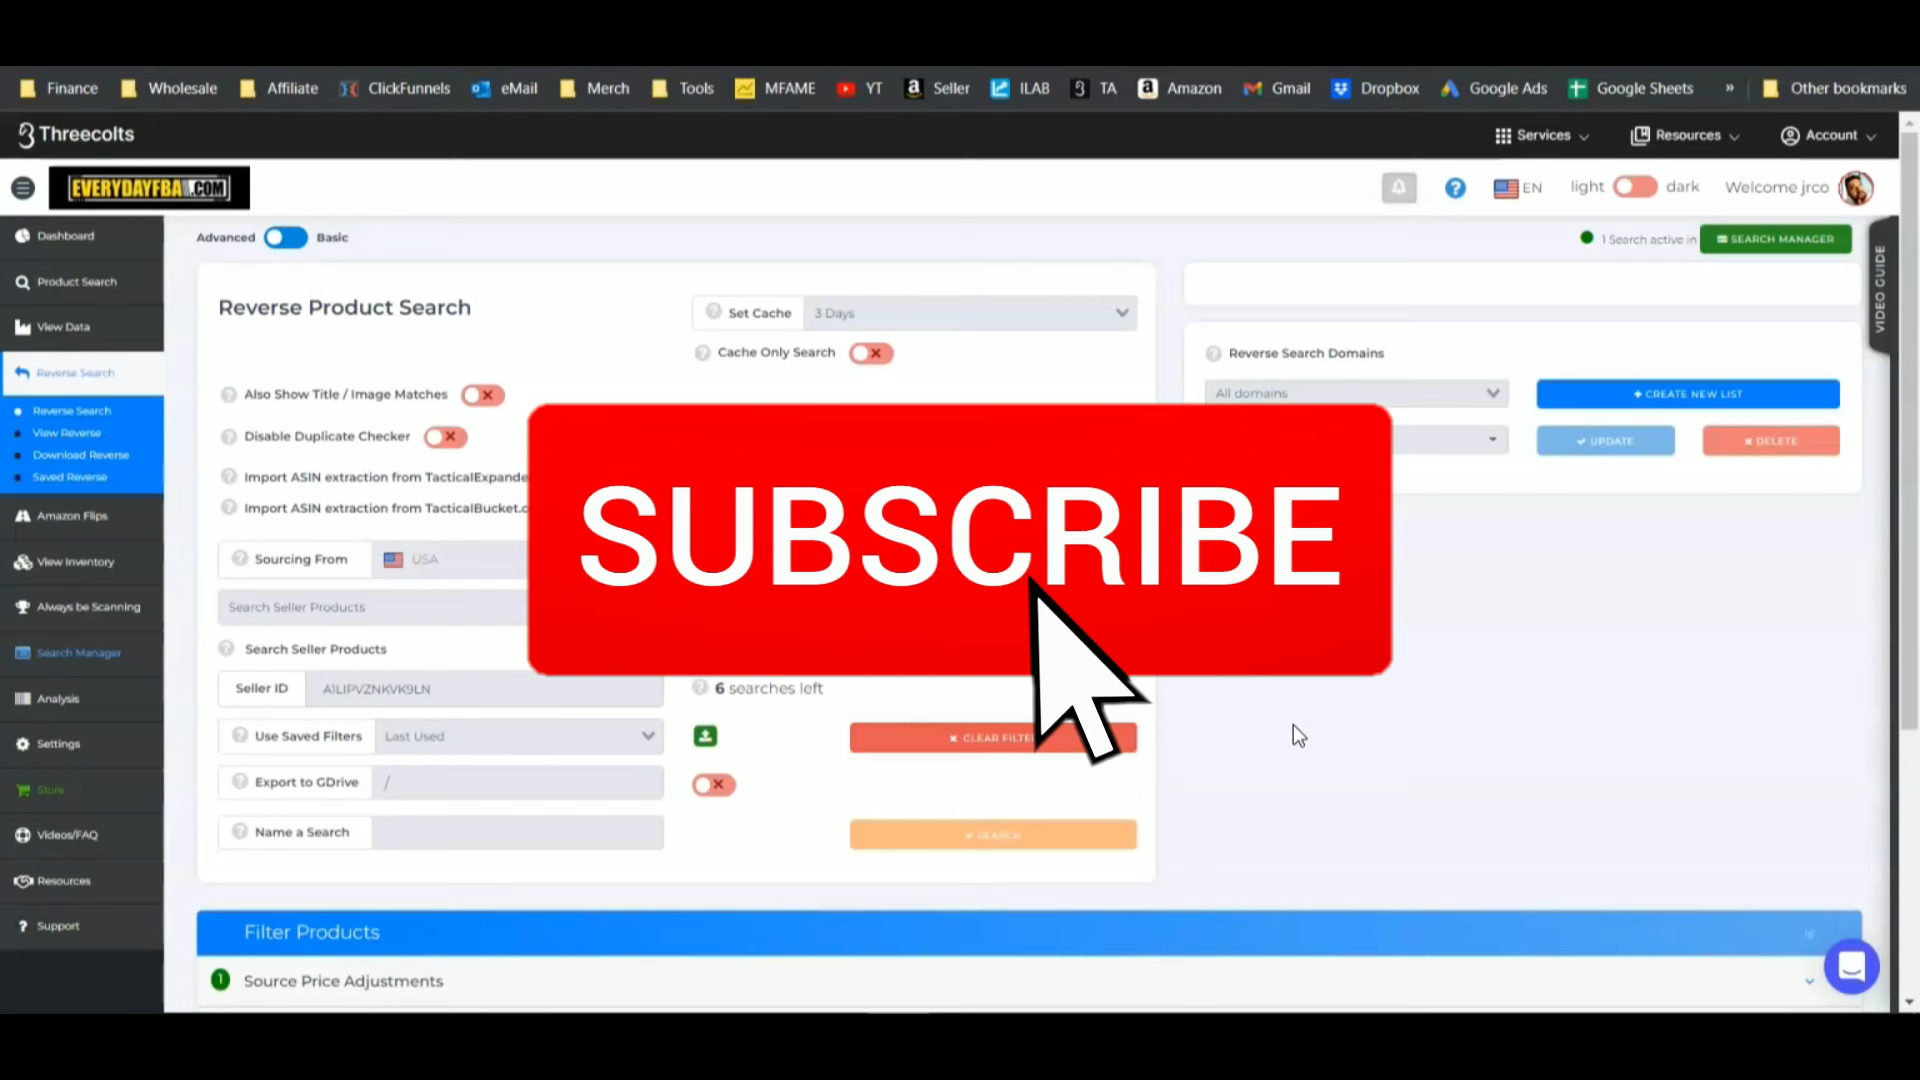 Finance Wholesale Affiliate ClickFunnels eMail Merch Tools MFAME YT Seller ILAB TA Amazon Gmail Dropbox Google Ads Google Sheets » Other bookmarks
Threecolts Services Resources Account
EVERYDAYFBA.COM EN light dark Welcome jrco
Dashboard
Product Search
View Data
Reverse Search
Reverse Search
View Reverse
Download Reverse
Saved Reverse
Amazon Flips
View Inventory
Always be Scanning
Search Manager
Analysis
Settings
Store
Videos/FAQ
Resources
Support
Advanced Basic
1 Search active in SEARCH MANAGER
VIDEO GUIDE
Reverse Product Search
Set Cache 3 Days
Cache Only Search
Also Show Title / Image Matches
Disable Duplicate Checker
Import ASIN extraction from TacticalExpande
Import ASIN extraction from TacticalBucket.c
Sourcing From USA
Search Seller Products
Search Seller Products
Seller ID A1LIPVZNKVK9LN
6 searches left
Use Saved Filters Last Used
CLEAR FILTE
Export to GDrive /
Name a Search
SEARCH
Reverse Search Domains
All domains
CREATE NEW LIST
UPDATE DELETE
SUBSCRIBE
Filter Products
1 Source Price Adjustments